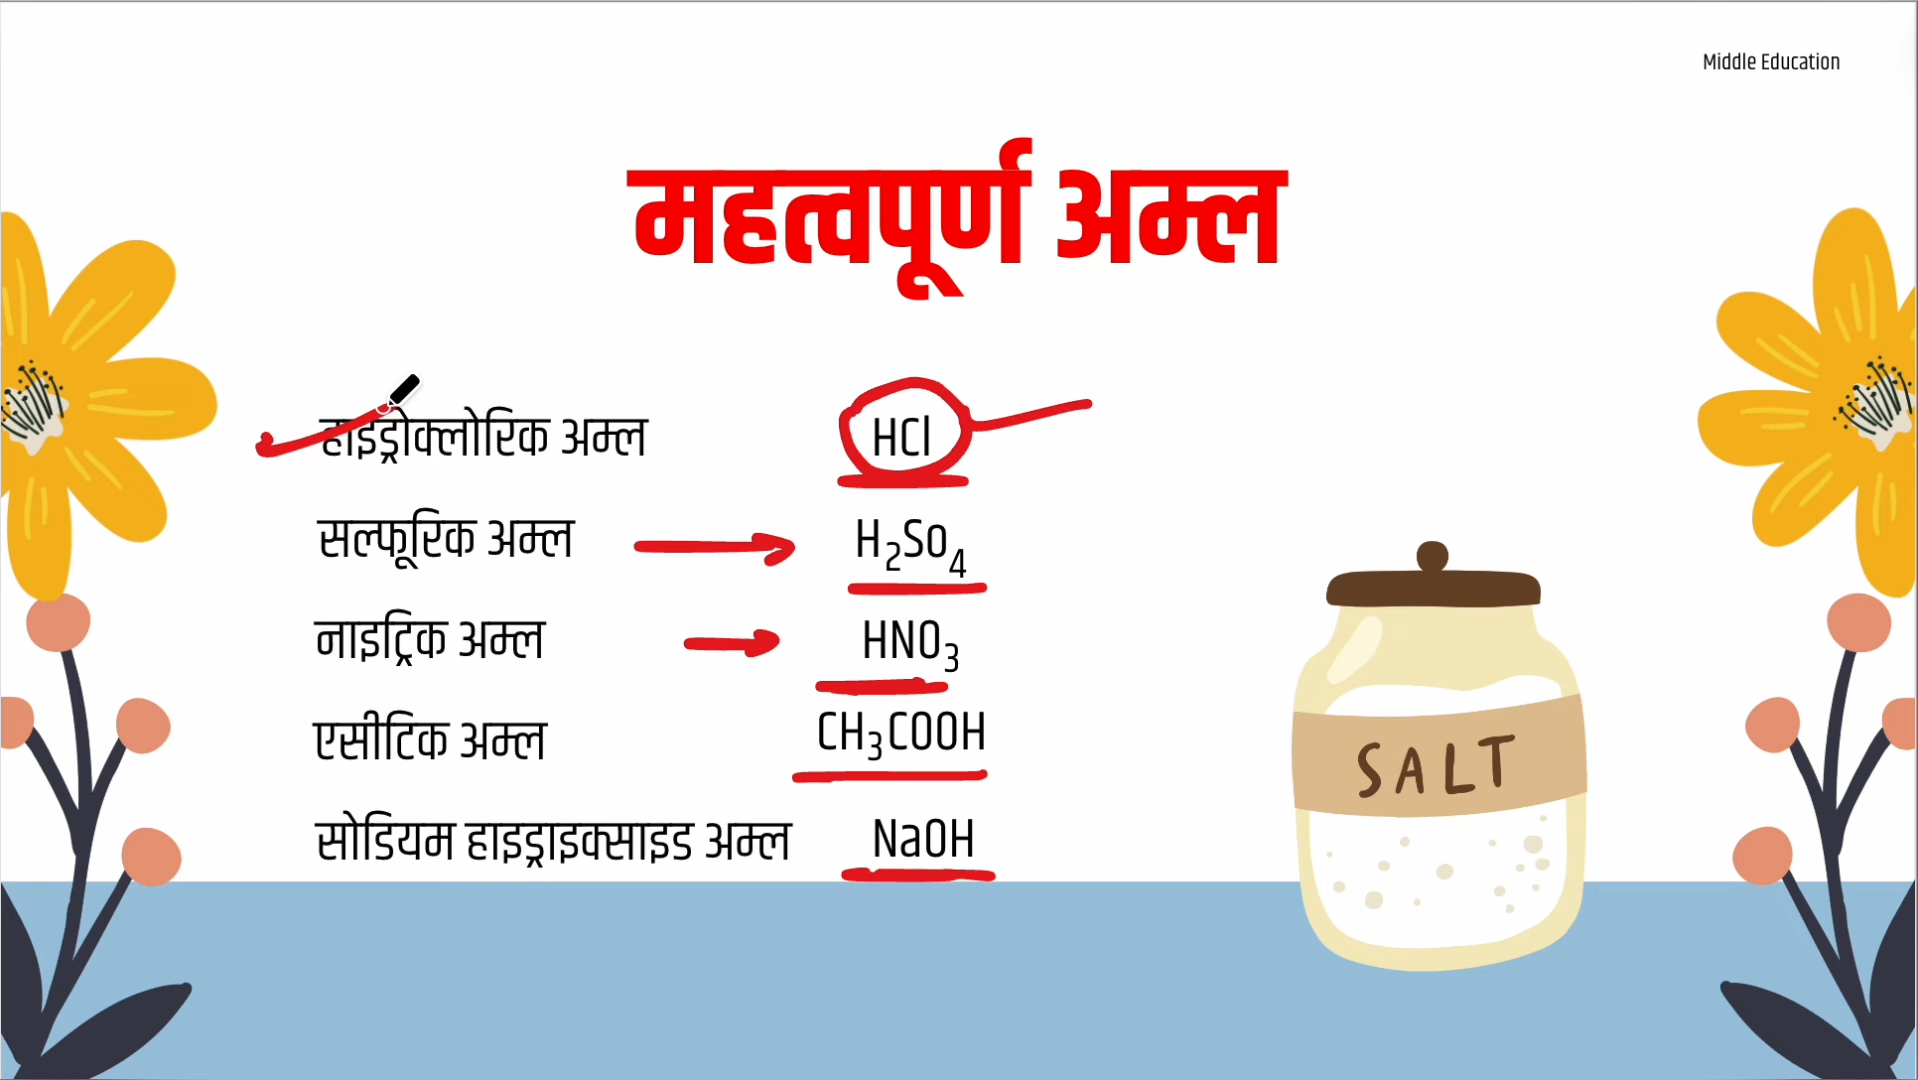 Middle Education
महत्वपूर्ण अम्ल
हाइड्रोक्लोरिक अम्ल HCl
सल्फूरिक अम्ल H₂So₄
नाइट्रिक अम्ल HNO₃
एसीटिक अम्ल CH₃COOH
सोडियम हाइड्राइक्साइड अम्ल NaOH
SALT